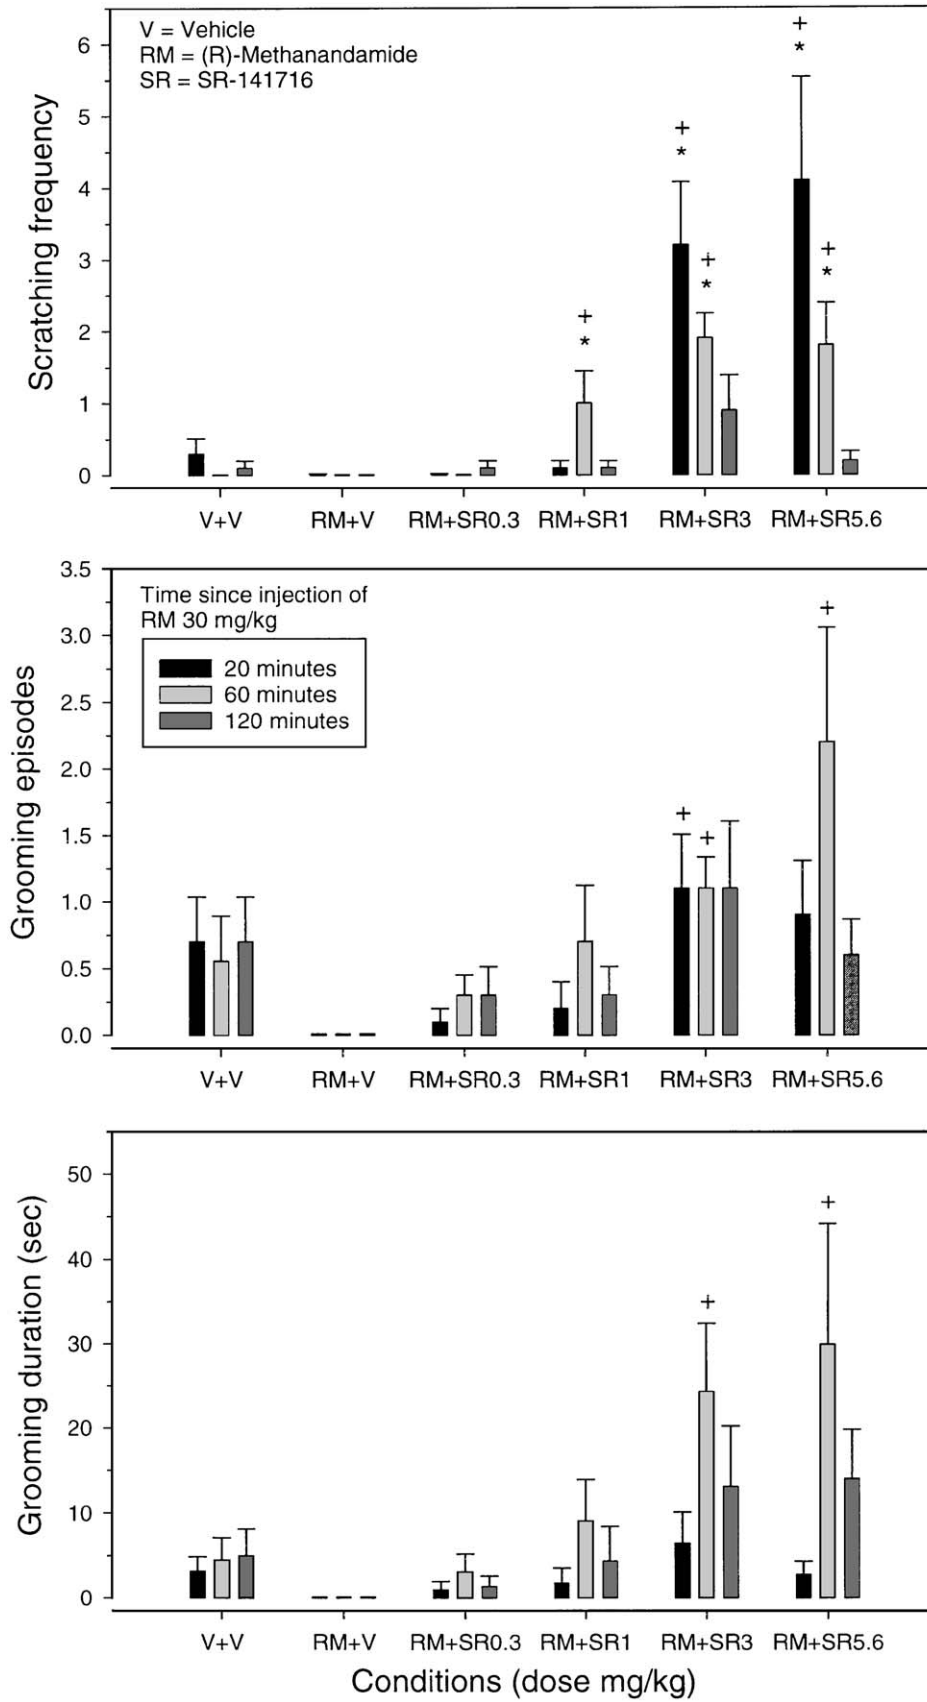 V = Vehicle
RM = (R)-Methanandamide
SR = SR-141716
Scratching frequency
6
5
4
3
2
1
0
+
*
+
*
+
*
+
*
+
*
V+V RM+V RM+SR0.3 RM+SR1 RM+SR3 RM+SR5.6
Time since injection of
RM 30 mg/kg
20 minutes
60 minutes
120 minutes
Grooming episodes
3.5
3.0
2.5
2.0
1.5
1.0
0.5
0.0
+
+
+
V+V RM+V RM+SR0.3 RM+SR1 RM+SR3 RM+SR5.6
Grooming duration (sec)
50
40
30
20
10
0
+
+
V+V RM+V RM+SR0.3 RM+SR1 RM+SR3 RM+SR5.6
Conditions (dose mg/kg)